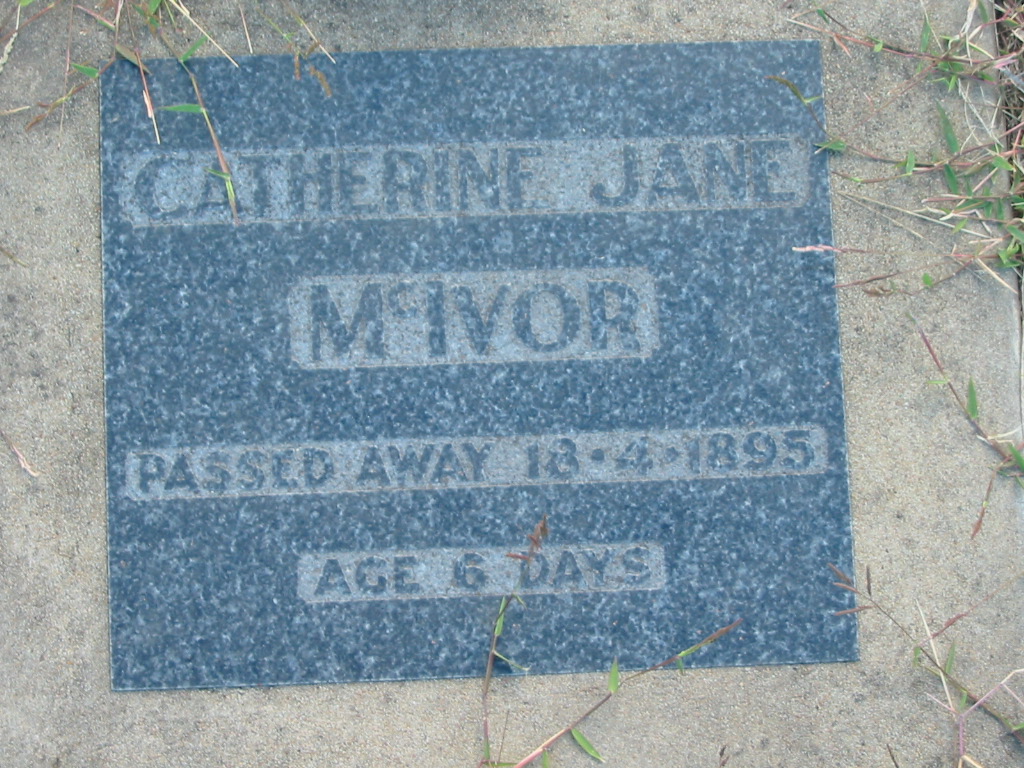 CATHERINE JANE
McIVOR
PASSED AWAY 18·4·1895
AGE 6 DAYS